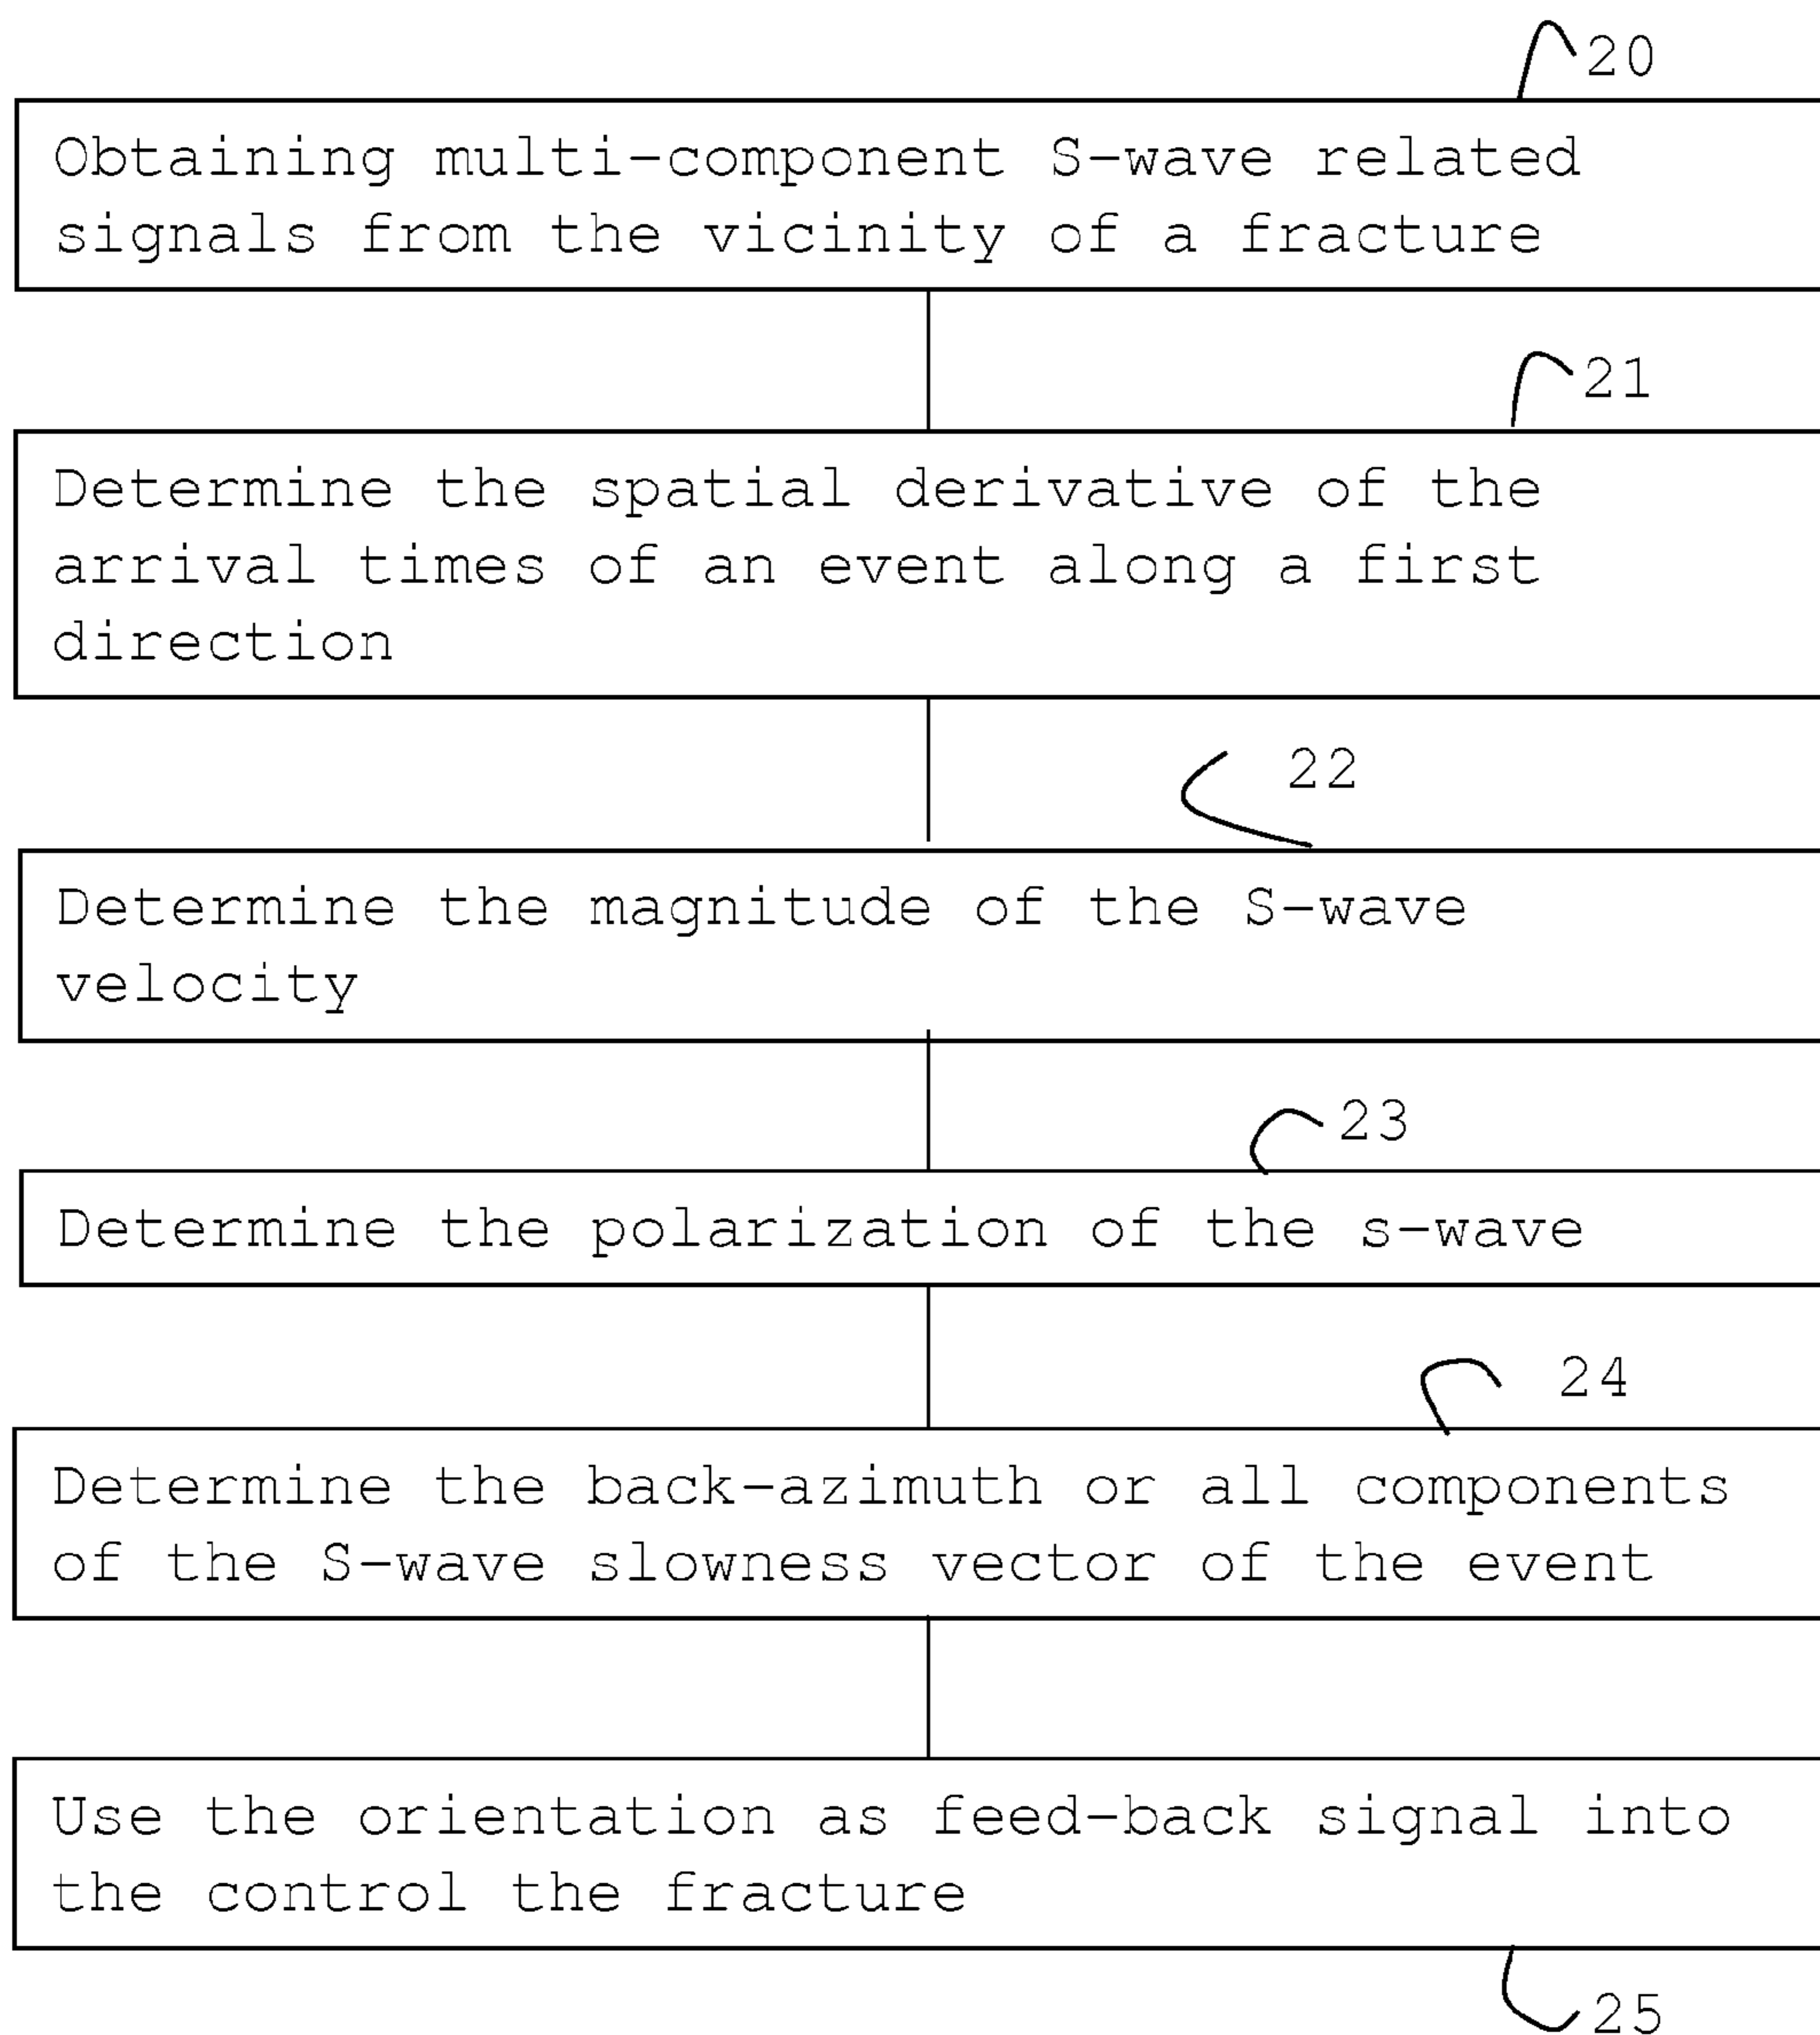 20
Obtaining multi-component S-wave related
signals from the vicinity of a fracture
21
Determine the spatial derivative of the
arrival times of an event along a first
direction
22
Determine the magnitude of the S-wave
velocity
23
Determine the polarization of the s-wave
24
Determine the back-azimuth or all components
of the S-wave slowness vector of the event
Use the orientation as feed-back signal into
the control the fracture
25